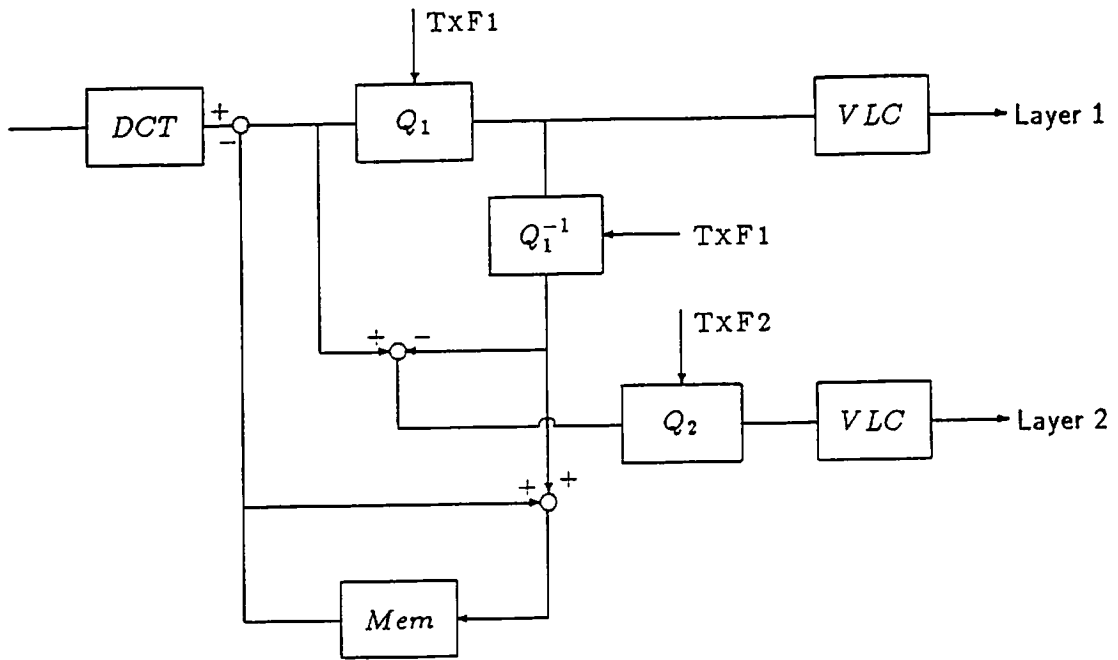 TxF1
DCT
+
−
Q₁
VLC
Layer 1
Q₁⁻¹
TxF1
TxF2
+
−
Q₂
VLC
Layer 2
+
+
Mem